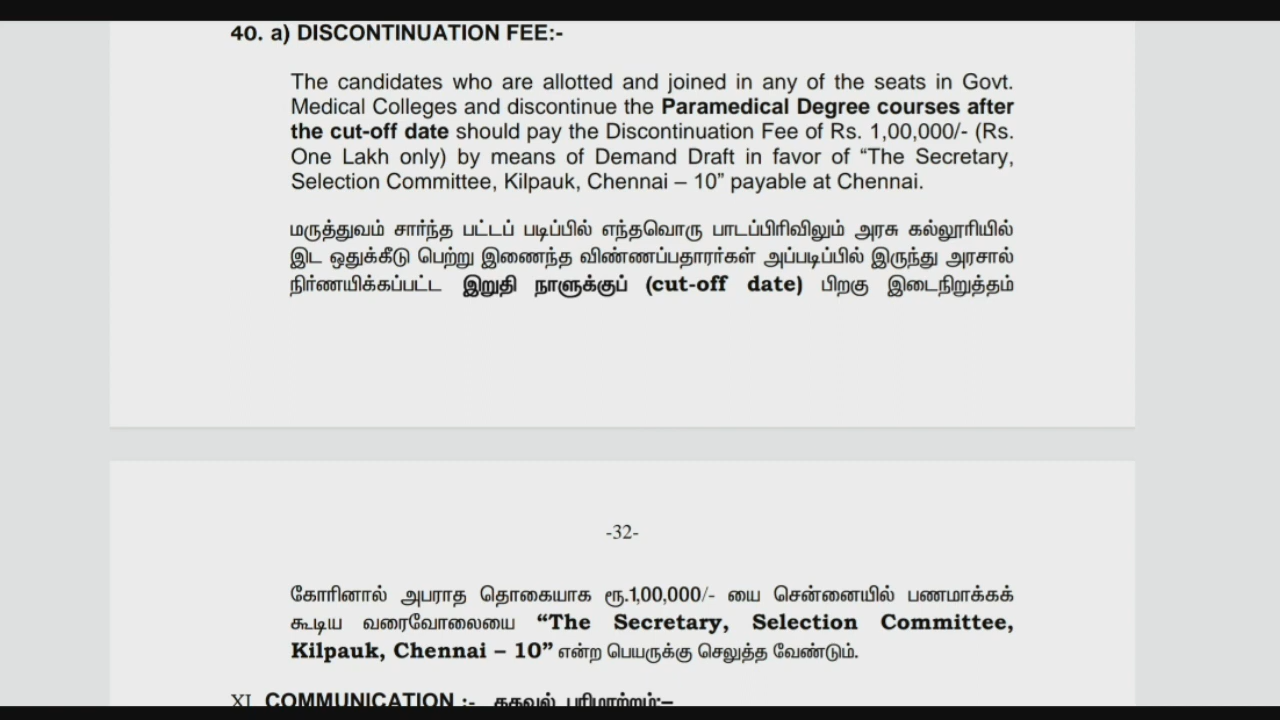 40. a) DISCONTINUATION FEE:-
The candidates who are allotted and joined in any of the seats in Govt.
Medical Colleges and discontinue the Paramedical Degree courses after
the cut-off date should pay the Discontinuation Fee of Rs. 1,00,000/- (Rs.
One Lakh only) by means of Demand Draft in favor of “The Secretary,
Selection Committee, Kilpauk, Chennai – 10” payable at Chennai.
மருத்துவம் சார்ந்த பட்டப் படிப்பில் எந்தவொரு பாடப்பிரிவிலும் அரசு கல்லூரியில்
இட ஒதுக்கீடு பெற்று இணைந்த விண்ணப்பதாரர்கள் அப்படிப்பில் இருந்து அரசால்
நிர்ணயிக்கப்பட்ட இறுதி நாளுக்குப் (cut-off date) பிறகு இடைநிறுத்தம்
-32-
கோரினால் அபராத தொகையாக ரூ.1,00,000/- யை சென்னையில் பணமாக்கக்
கூடிய வரைவோலையை “The Secretary, Selection Committee,
Kilpauk, Chennai – 10” என்ற பெயருக்கு செலுத்த வேண்டும்.
XI. COMMUNICATION :- தகவல் பரிமாற்றம்:–